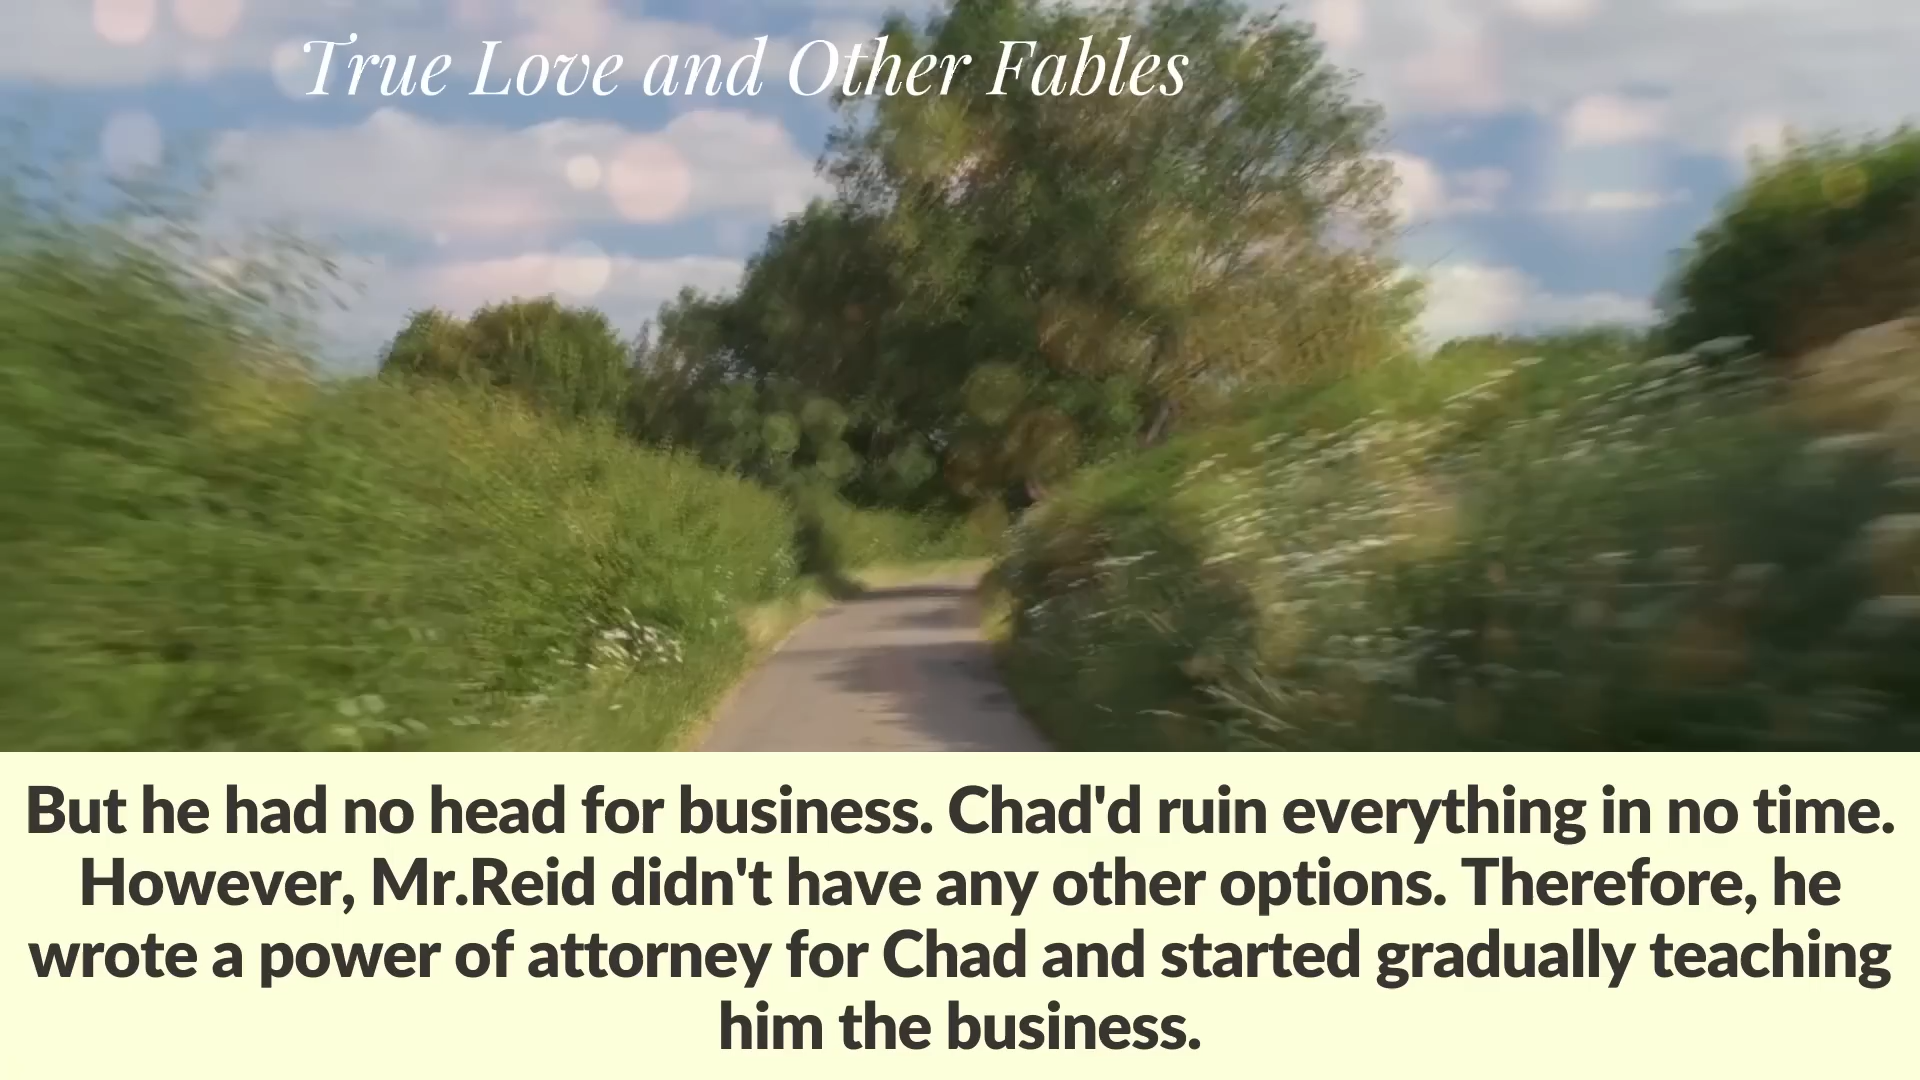 True Love and Other Fables
But he had no head for business. Chad'd ruin everything in no time.
However, Mr.Reid didn't have any other options. Therefore, he
wrote a power of attorney for Chad and started gradually teaching
him the business.